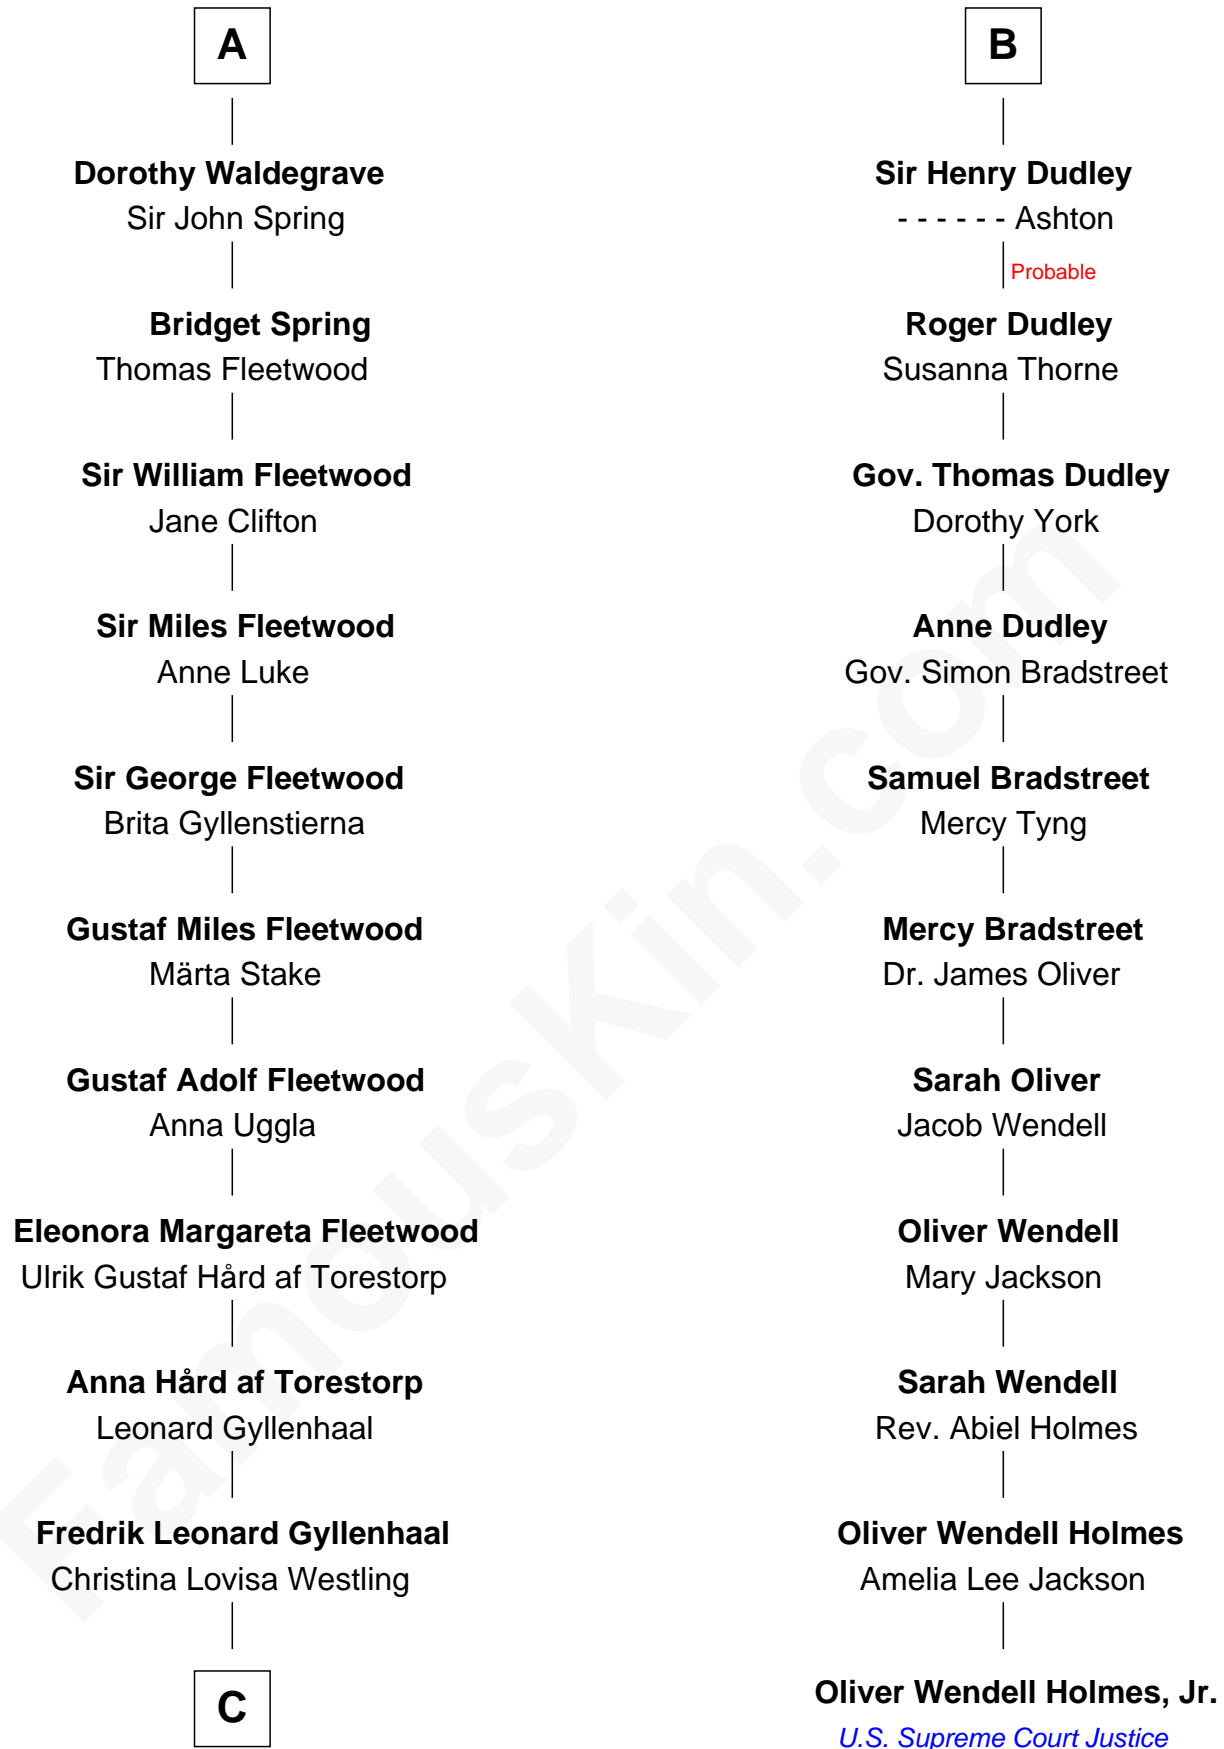 A
Dorothy Waldegrave
Sir John Spring
Bridget Spring
Thomas Fleetwood
Sir William Fleetwood
Jane Clifton
Sir Miles Fleetwood
Anne Luke
Sir George Fleetwood
Brita Gyllenstierna
Gustaf Miles Fleetwood
Märta Stake
Gustaf Adolf Fleetwood
Anna Uggla
Eleonora Margareta Fleetwood
Ulrik Gustaf Hård af Torestorp
Anna Hård af Torestorp
Leonard Gyllenhaal
Fredrik Leonard Gyllenhaal
Christina Lovisa Westling
C
B
Sir Henry Dudley
- - - - - - Ashton
Probable
Roger Dudley
Susanna Thorne
Gov. Thomas Dudley
Dorothy York
Anne Dudley
Gov. Simon Bradstreet
Samuel Bradstreet
Mercy Tyng
Mercy Bradstreet
Dr. James Oliver
Sarah Oliver
Jacob Wendell
Oliver Wendell
Mary Jackson
Sarah Wendell
Rev. Abiel Holmes
Oliver Wendell Holmes
Amelia Lee Jackson
Oliver Wendell Holmes, Jr.
U.S. Supreme Court Justice
FamousKin.com